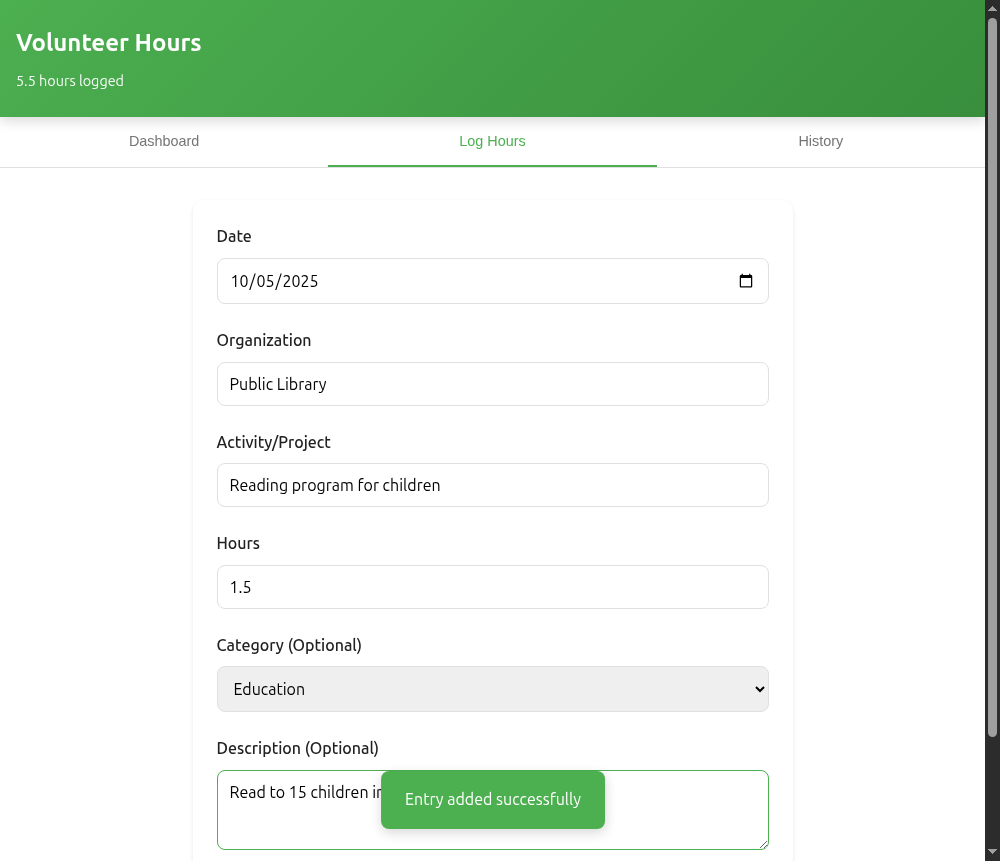 Volunteer Hours
5.5 hours logged
Dashboard Log Hours History
Date
10/05/2025
Organization
Public Library
Activity/Project
Reading program for children
Hours
1.5
Category (Optional)
Education
Description (Optional)
Read to 15 children
Entry added successfully